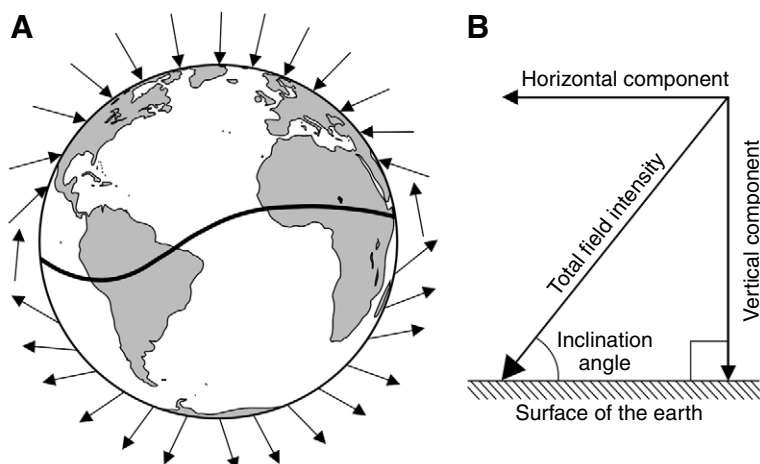 A
B
Horizontal component
Total field intensity
Vertical component
Inclination
angle
Surface of the earth